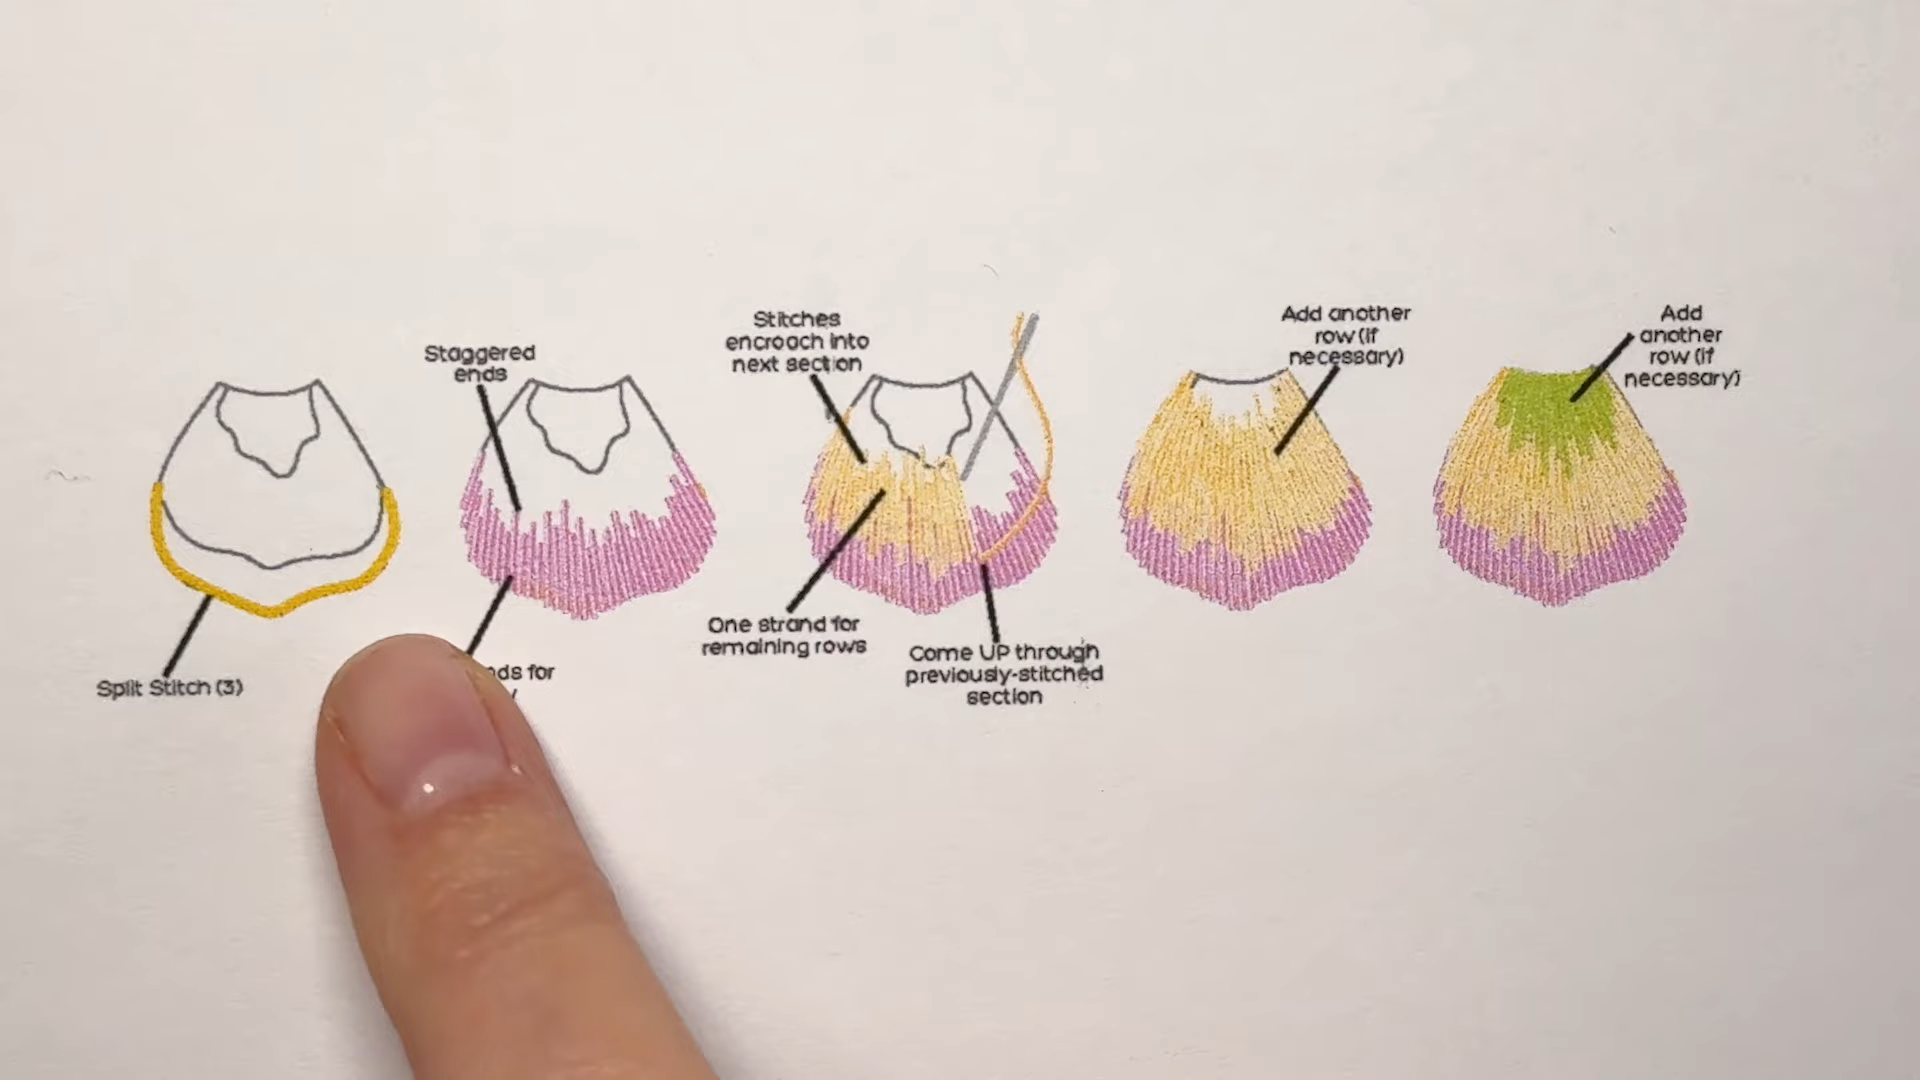 Split Stitch (3)
Staggered
ends
for
Stitches
encroach into
next section
One strand for
remaining rows
Come UP through
previously-stitched
section
Add another
row (if
necessary)
Add
another
row (if
necessary)